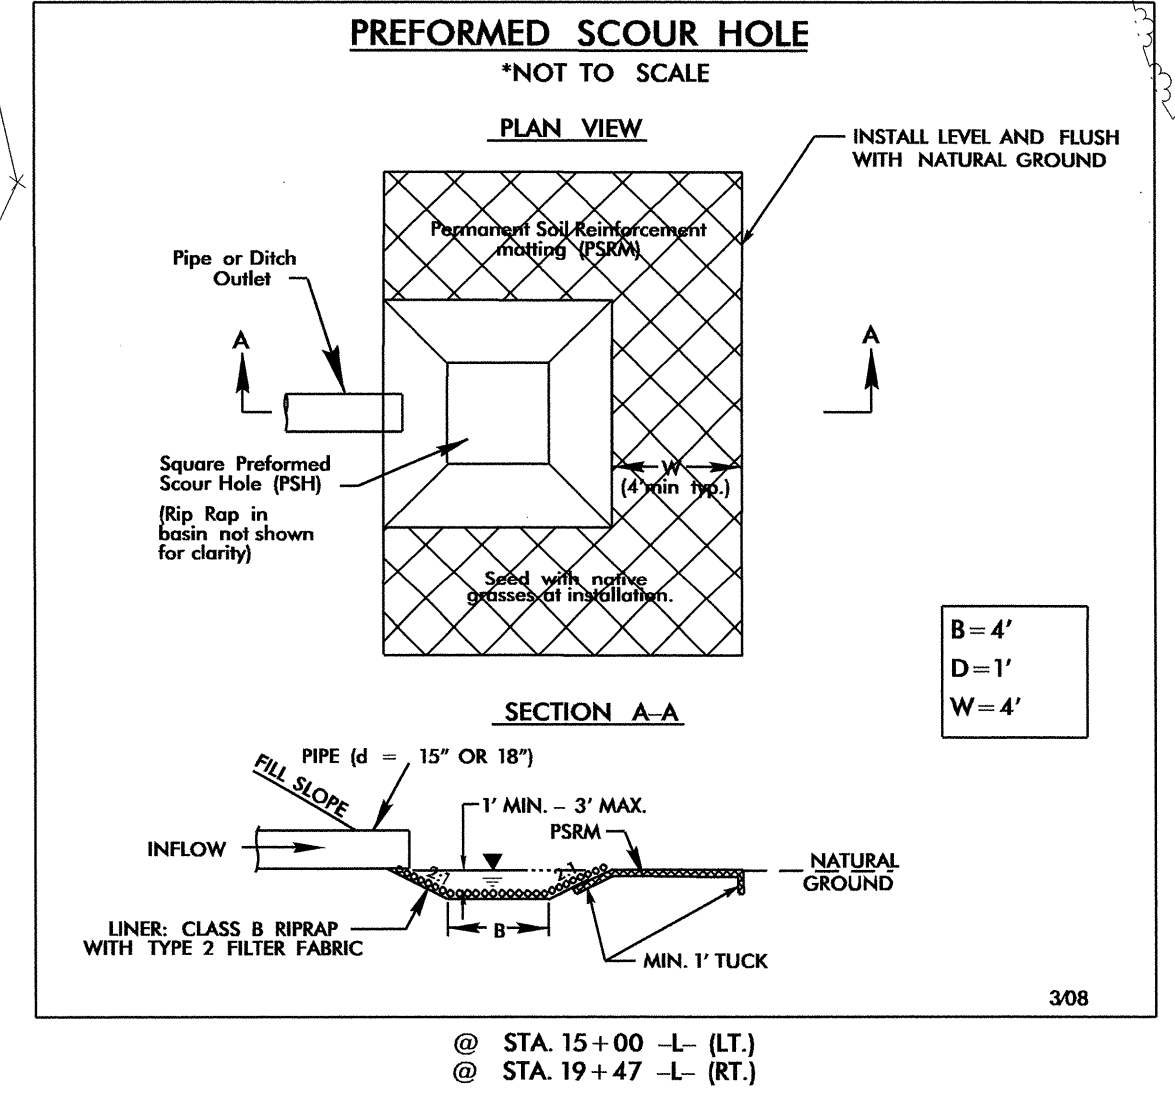 PREFORMED SCOUR HOLE
*NOT TO SCALE
PLAN VIEW
INSTALL LEVEL AND FLUSH
WITH NATURAL GROUND
Permanent Soil Reinforcement
matting (PSRM)
Pipe or Ditch
Outlet
A
A
Square Preformed
Scour Hole (PSH)
(Rip Rap in
basin not shown
for clarity)
W
(4'min typ.)
Seed with native
grasses at installation.
B=4'
D=1'
W=4'
SECTION A-A
PIPE (d = 15" OR 18")
FILL SLOPE
1' MIN. - 3' MAX.
PSRM
INFLOW
2:1
2:1
NATURAL
GROUND
LINER: CLASS B RIPRAP
WITH TYPE 2 FILTER FABRIC
B
MIN. 1' TUCK
3/08
@ STA. 15+00 -L- (LT.)
@ STA. 19+47 -L- (RT.)